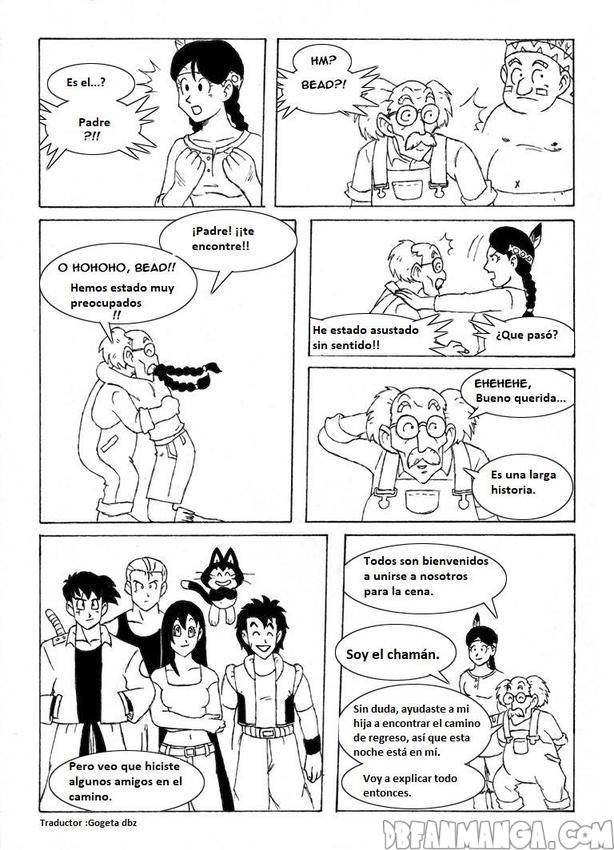 Es el...?
Padre
?!!
HM?
BEAD?!
¡Padre! ¡¡te
encontre!!
O HOHOHO, BEAD!!
Hemos estado muy
preocupados
!!
He estado asustado
sin sentido!!
¿Que pasó?
EHEHEHE,
Bueno querida...
Es una larga
historia.
Pero veo que hiciste
algunos amigos en el
camino.
Todos son bienvenidos
a unirse a nosotros
para la cena.
Soy el chamán.
Sin duda, ayudaste a mi
hija a encontrar el camino
de regreso, así que esta
noche está en mí.
Voy a explicar todo
entonces.
Traductor :Gogeta dbz
DBFANMANGA.COM